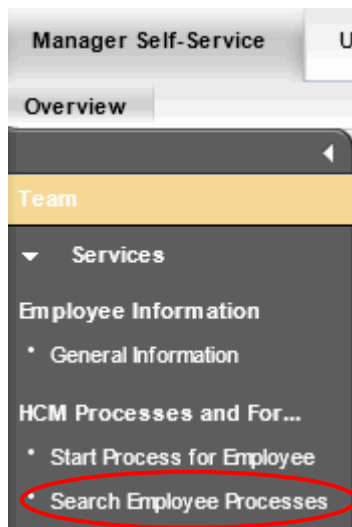 Manager Self-Service U
Overview
Team
Services
Employee Information
General Information
HCM Processes and For...
Start Process for Employee
Search Employee Processes